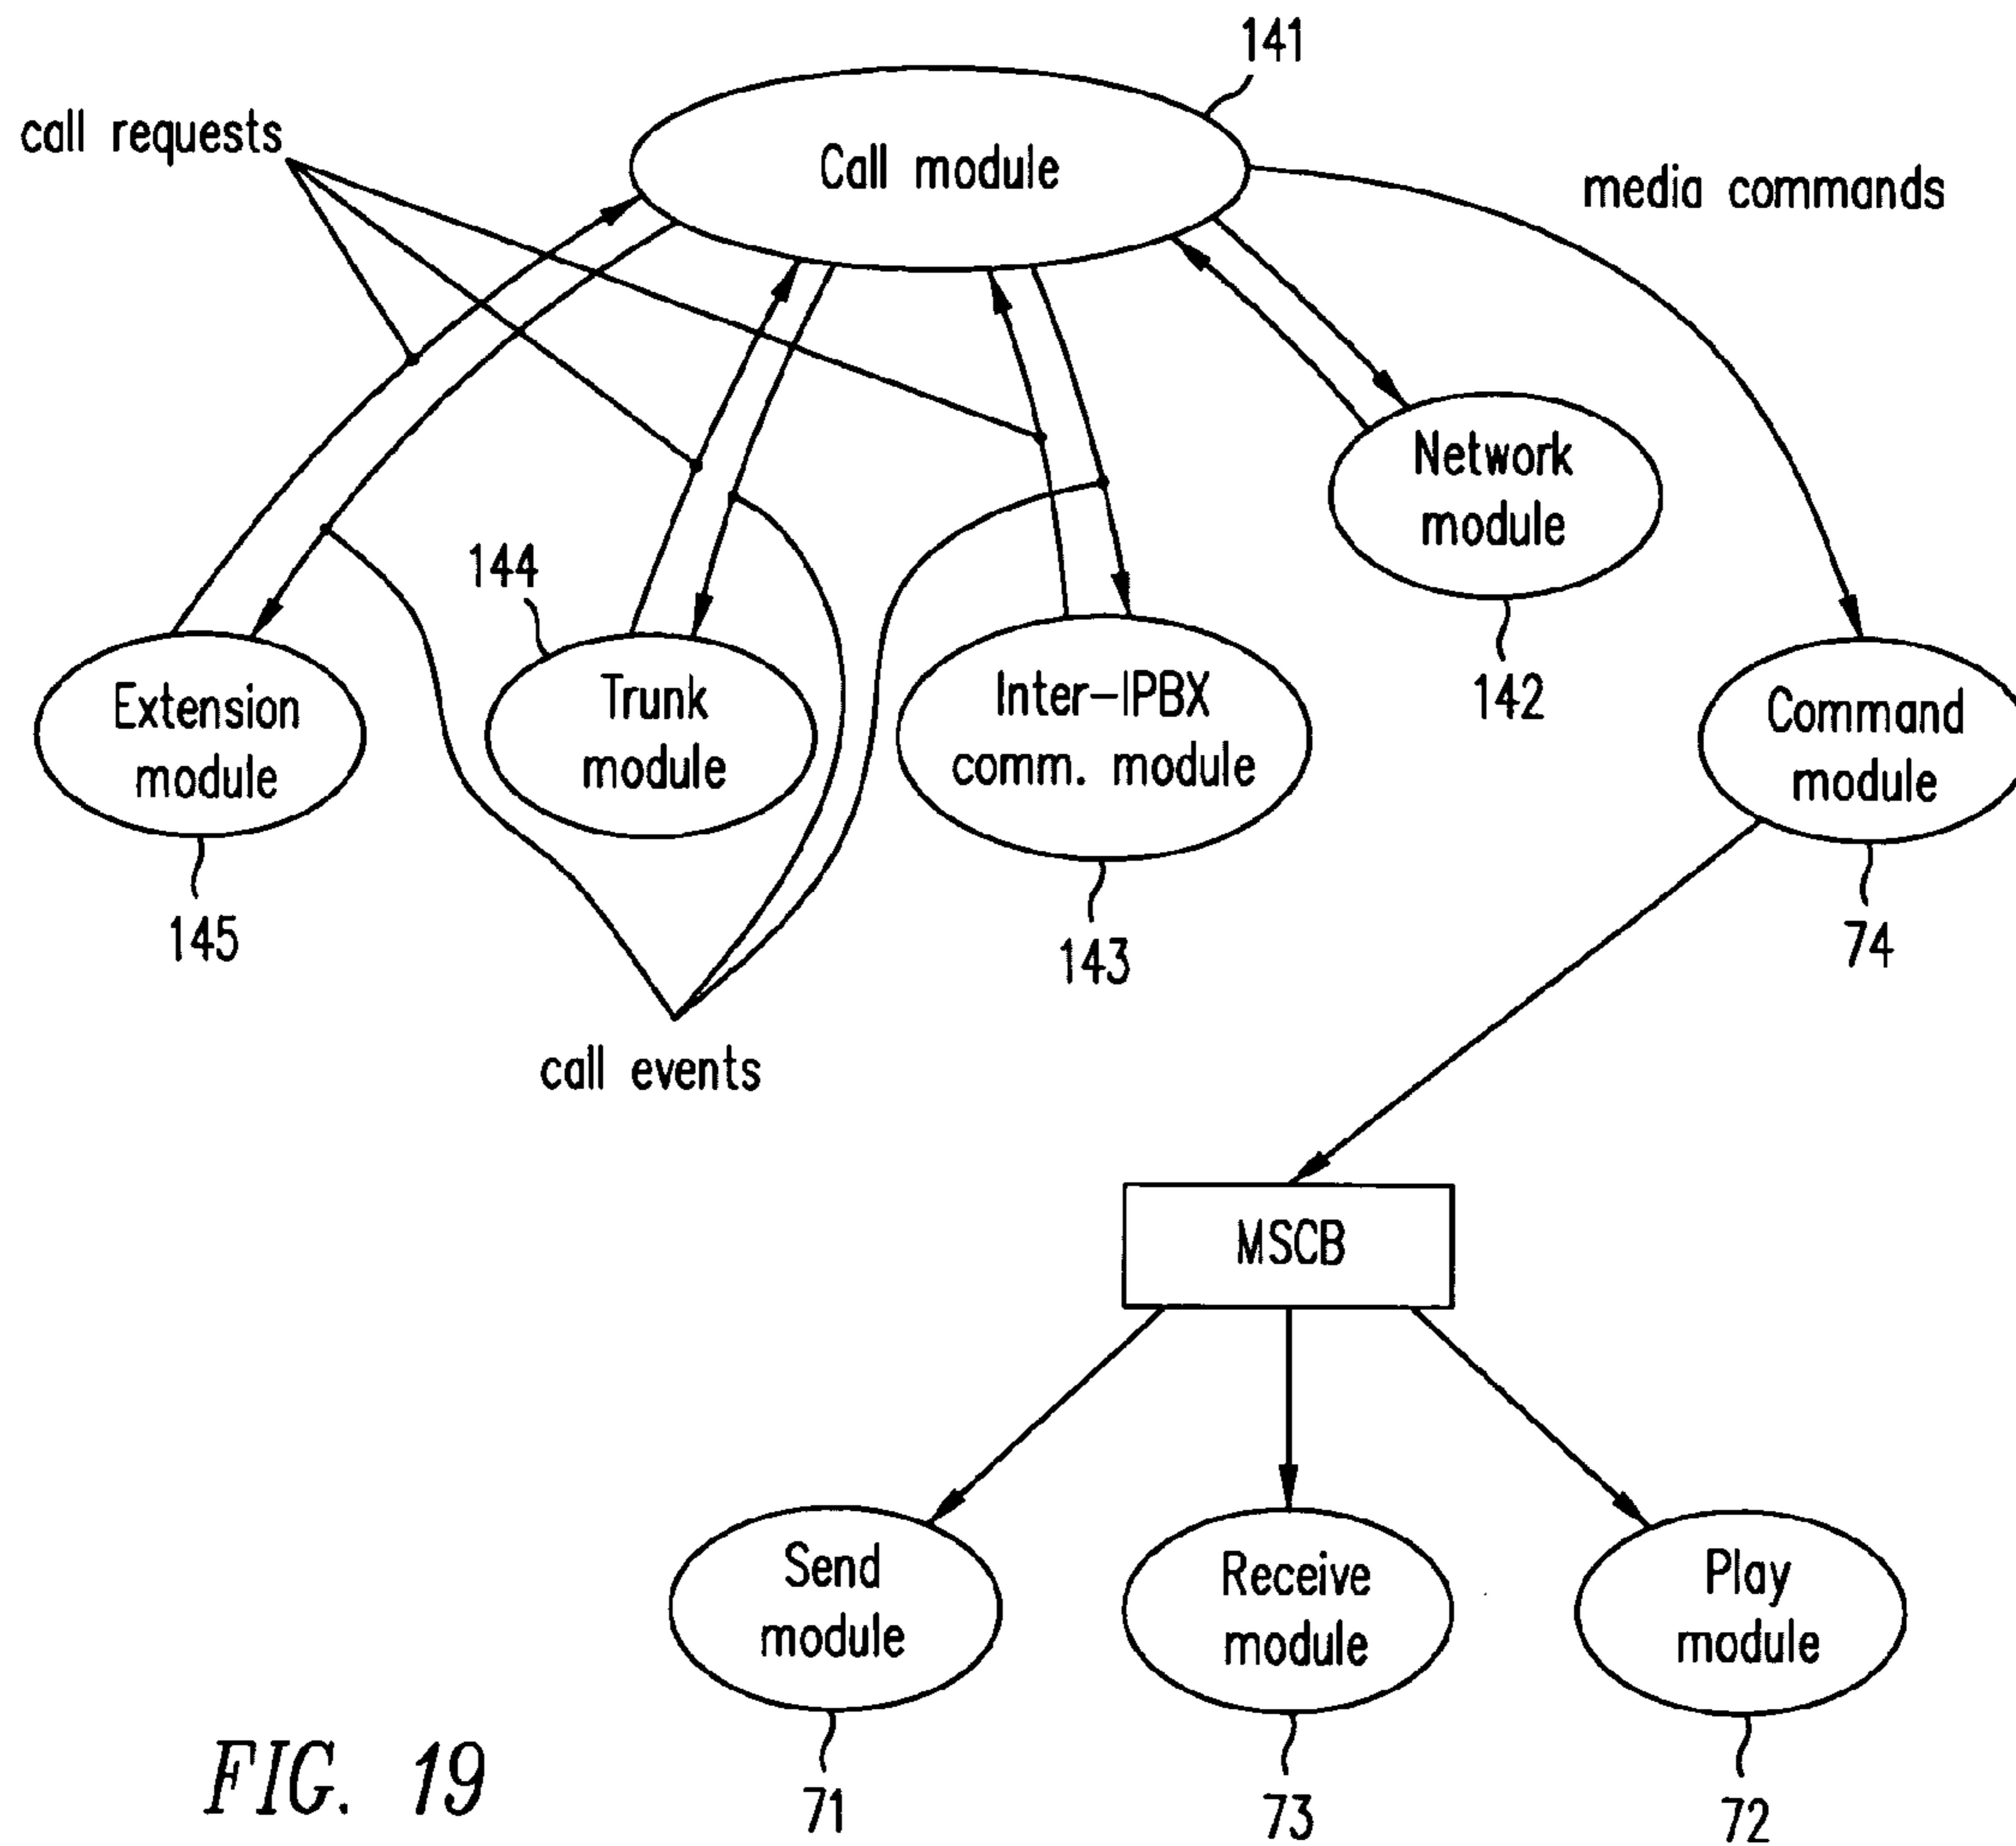 141
call requests
Call module
media commands
Network
module
142
144
Extension
module
145
Trunk
module
Inter-IPBX
comm. module
143
Command
module
74
call events
MSCB
Send
module
71
Receive
module
73
Play
module
72
FIG. 19